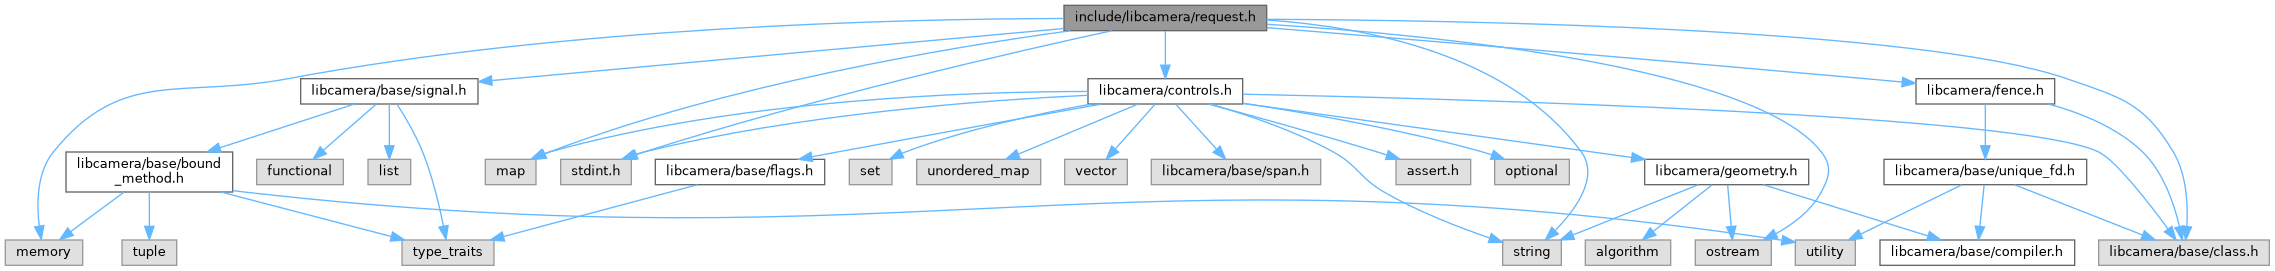 include/libcamera/request.h
libcamera/base/signal.h
libcamera/controls.h
libcamera/fence.h
libcamera/base/bound
_method.h
functional
list
map
stdint.h
libcamera/base/flags.h
set
unordered_map
vector
libcamera/base/span.h
assert.h
optional
libcamera/geometry.h
libcamera/base/unique_fd.h
memory
tuple
type_traits
string
algorithm
ostream
utility
libcamera/base/compiler.h
libcamera/base/class.h